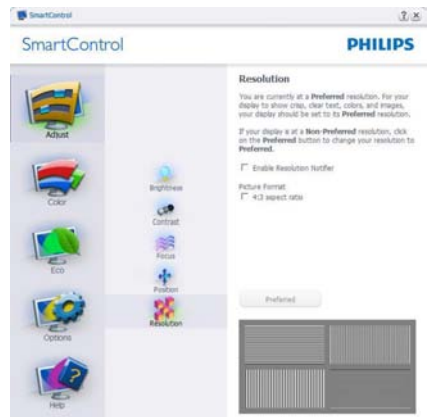 SmartControl
SmartControl
PHILIPS
Adjust
Color
Eco
Options
Help
Brightness
Contrast
Focus
Position
Resolution
Resolution
You are currently at a Preferred resolution. For your
display to show crisp, clear text, colors, and images,
your display should be set to its Preferred resolution.
If your display is at a Non-Preferred resolution, click
on the Preferred button to change your resolution to
Preferred.
Enable Resolution Notifier
Picture Format
4:3 aspect ratio
Preferred